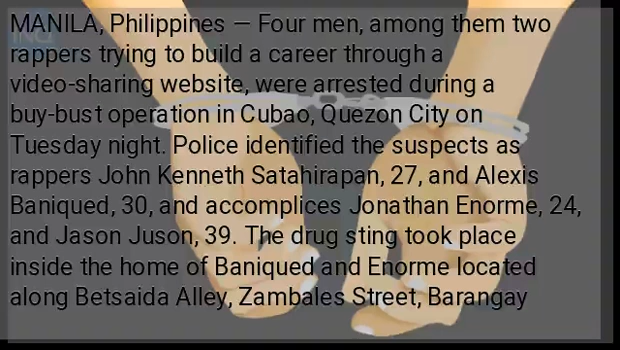 MANILA, Philippines — Four men, among them two
rappers trying to build a career through a
video-sharing website, were arrested during a
buy-bust operation in Cubao, Quezon City on
Tuesday night. Police identified the suspects as
rappers John Kenneth Satahirapan, 27, and Alexis
Baniqued, 30, and accomplices Jonathan Enorme, 24,
and Jason Juson, 39. The drug sting took place
inside the home of Baniqued and Enorme located
along Betsaida Alley, Zambales Street, Barangay